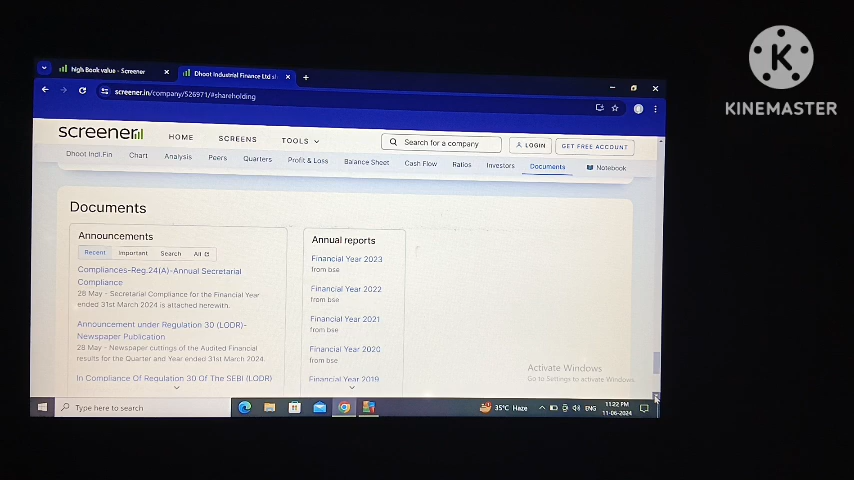 KINEMASTER
high Book value - Screener
Dhoot Industrial Finance Ltd sh
screener.in/company/526971/#shareholding
screener
HOME
SCREENS
TOOLS
Search for a company
LOGIN
GET FREE ACCOUNT
Dhoot Incl.Fin
Chart
Analysis
Peers
Quarters
Profit & Loss
Balance Sheet
Cash Flow
Ratios
Investors
Documents
Notebook
Documents
Announcements
Recent
Important
Search
All
Compliances-Reg.24(A)-Annual Secretarial
Compliance
28 May - Secretarial Compliance for the Financial Year
ended 31st March 2024 is attached herewith.
Announcement under Regulation 30 (LODR)-
Newspaper Publication
28 May - Newspaper cuttings of the Audited Financial
results for the Quarter and Year ended 31st March 2024.
In Compliance Of Regulation 30 Of The SEBI (LODR)
Annual reports
Financial Year 2023
from bse
Financial Year 2022
from bse
Financial Year 2021
from bse
Financial Year 2020
from bse
Financial Year 2019
Activate Windows
Go to Settings to activate Windows.
Type here to search
35°C Haze
ENG
11:22 PM
11-06-2024